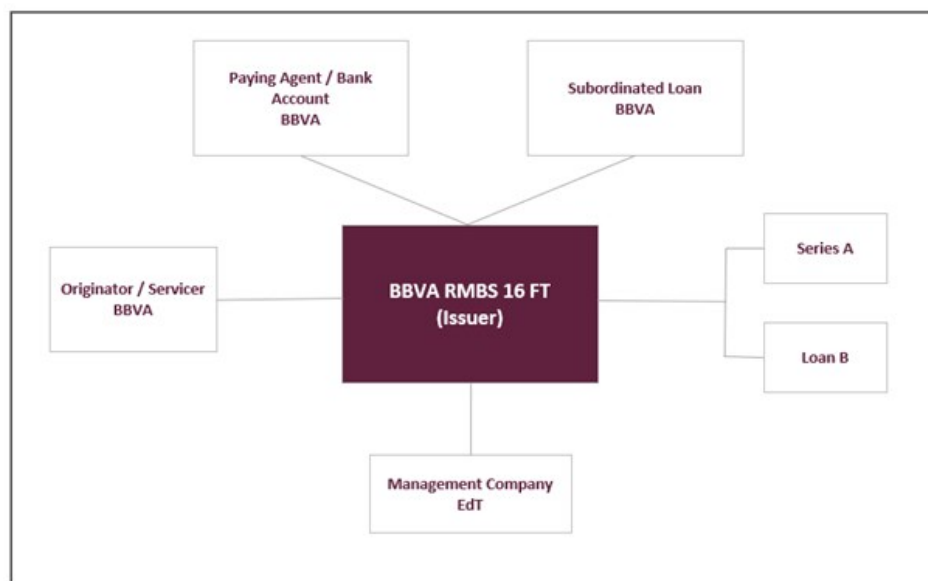 Paying Agent / Bank
Account
BBVA
Subordinated Loan
BBVA
Originator / Servicer
BBVA
BBVA RMBS 16 FT
(Issuer)
Series A
Loan B
Management Company
EdT